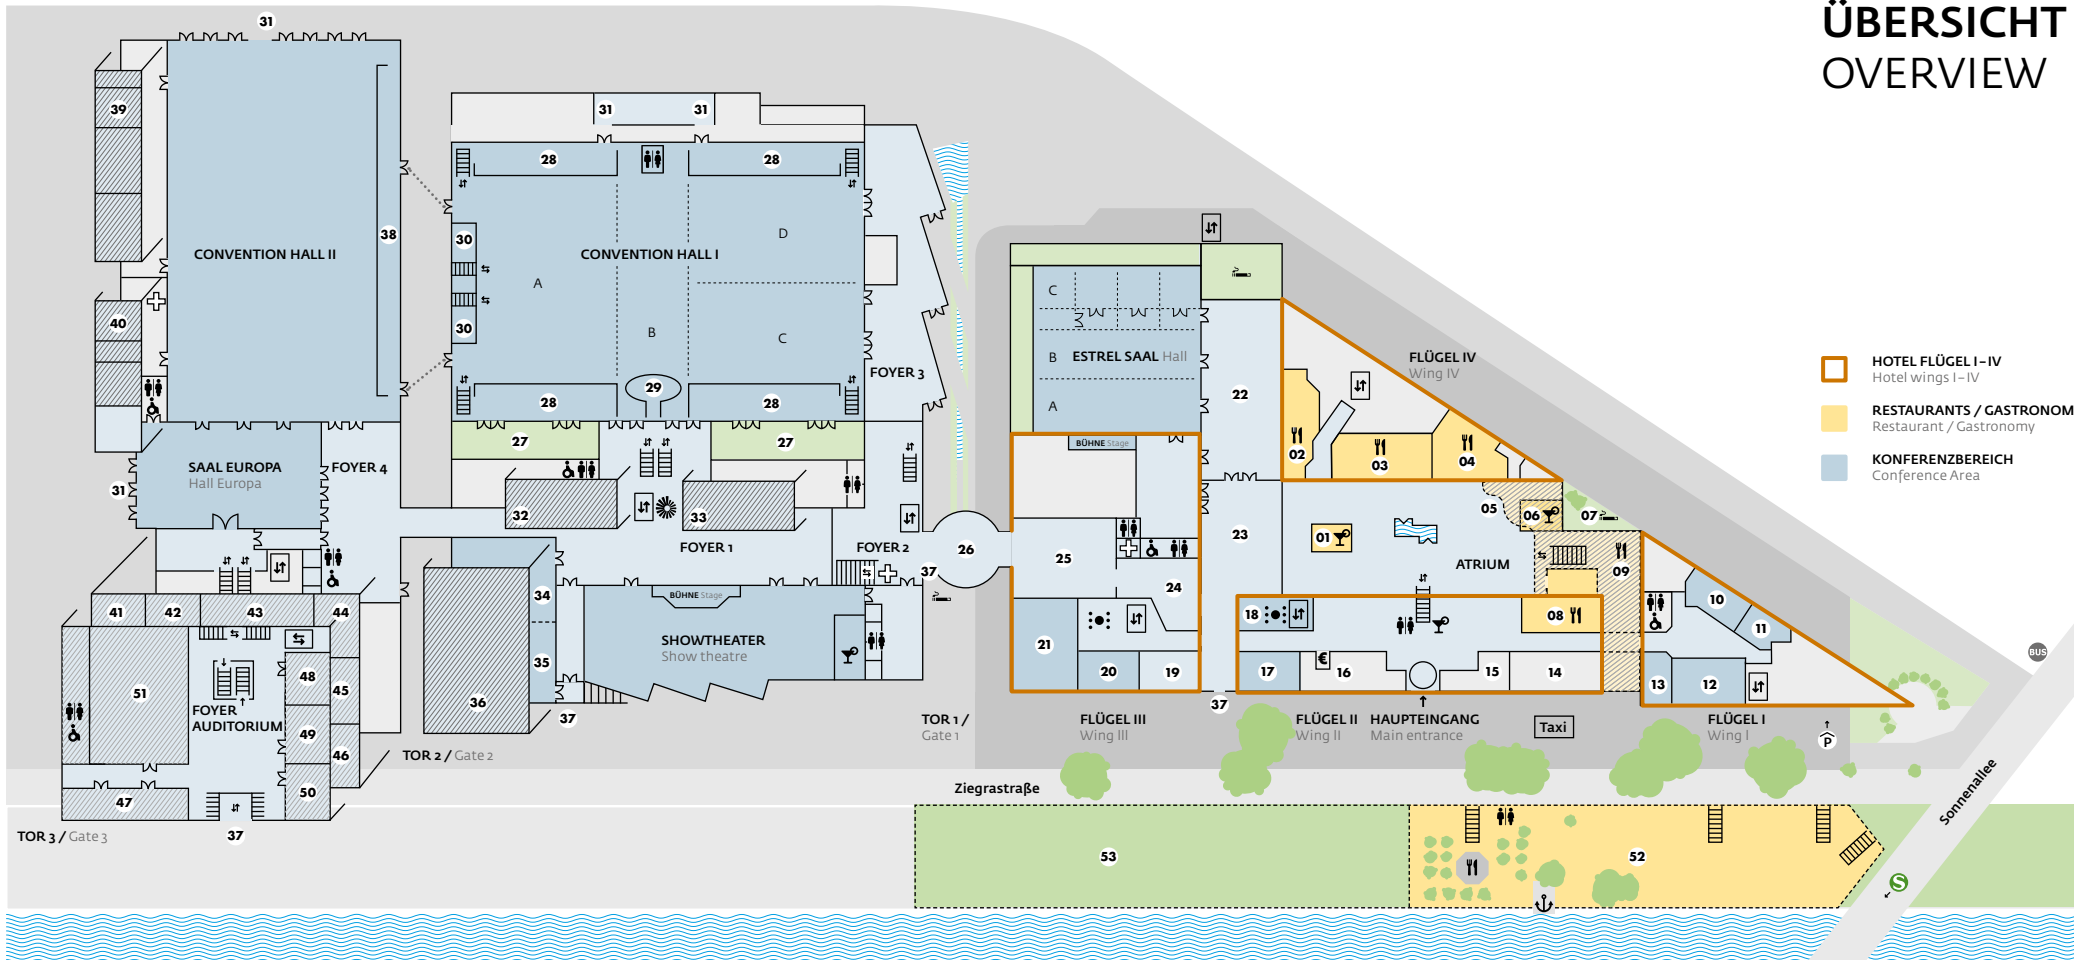 ÜBERSICHT
OVERVIEW
31
39
31 31
28 28
38
30
D
CONVENTION HALL II
CONVENTION HALL I
A
C
40
30
B
C
B
ESTREL SAAL Hall
A
FLÜGEL IV
Wing IV
HOTEL FLÜGEL I–IV
Hotel wings I–IV
RESTAURANTS / GASTRONOM
Restaurant / Gastronomy
KONFERENZBEREICH
Conference Area
FOYER 3
29
28 28
22
27 27
BÜHNE Stage
02
03
04
SAAL EUROPA
Hall Europa
FOYER 4
31
32
33
05
06
07
FOYER 1
FOYER 2
26
25
23
01
ATRIUM
09
37
24
34
BÜHNE Stage
41 42 43 44
18
08
10
11
SHOWTHEATER
Show theatre
35
21
20
19
17
€
16
15
14
13
12
BUS
51
48
45
36
FOYER
AUDITORIUM
49
46
37
TOR 1 /
Gate 1
FLÜGEL III
Wing III
37
FLÜGEL II
Wing II
HAUPTEINGANG
Main entrance
Taxi
FLÜGEL I
Wing I
P
TOR 2 / Gate 2
47
50
Ziegrastraße
Sonnenallee
TOR 3 / Gate 3
37
53
52
S